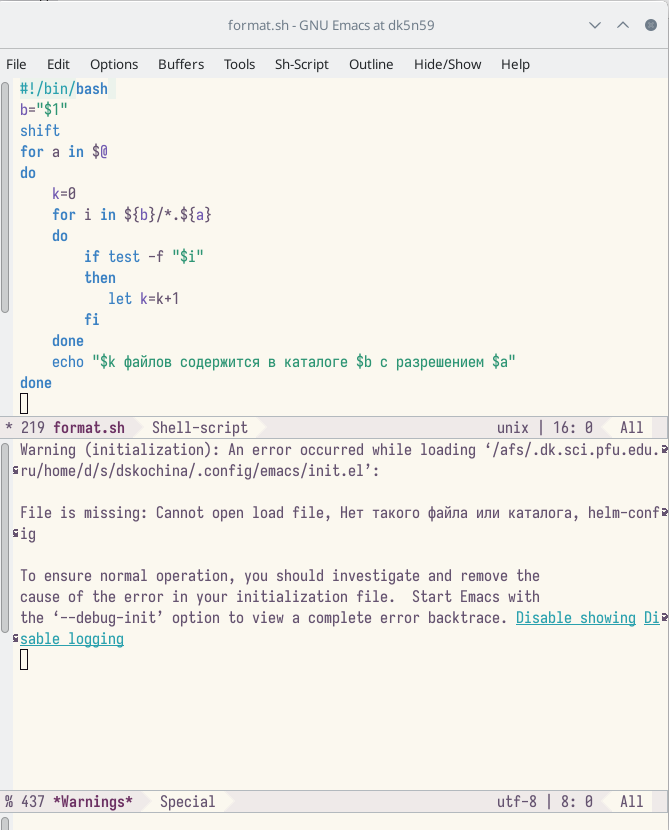 format.sh - GNU Emacs at dk5n59
File Edit Options Buffers Tools Sh-Script Outline Hide/Show Help
#!/bin/bash
b="$1"
shift
for a in $@
do
    k=0
    for i in ${b}/*.${a}
    do
        if test -f "$i"
        then
           let k=k+1
        fi
    done
    echo "$k файлов содержится в каталоге $b с разрешением $a"
done
* 219 format.sh Shell-script unix | 16: 0 All
Warning (initialization): An error occurred while loading ‘/afs/.dk.sci.pfu.edu.
ru/home/d/s/dskochina/.config/emacs/init.el’:
File is missing: Cannot open load file, Нет такого файла или каталога, helm-conf
ig
To ensure normal operation, you should investigate and remove the
cause of the error in your initialization file.  Start Emacs with
the ‘--debug-init’ option to view a complete error backtrace. Disable showing Di
sable logging
% 437 *Warnings* Special utf-8 | 8: 0 All